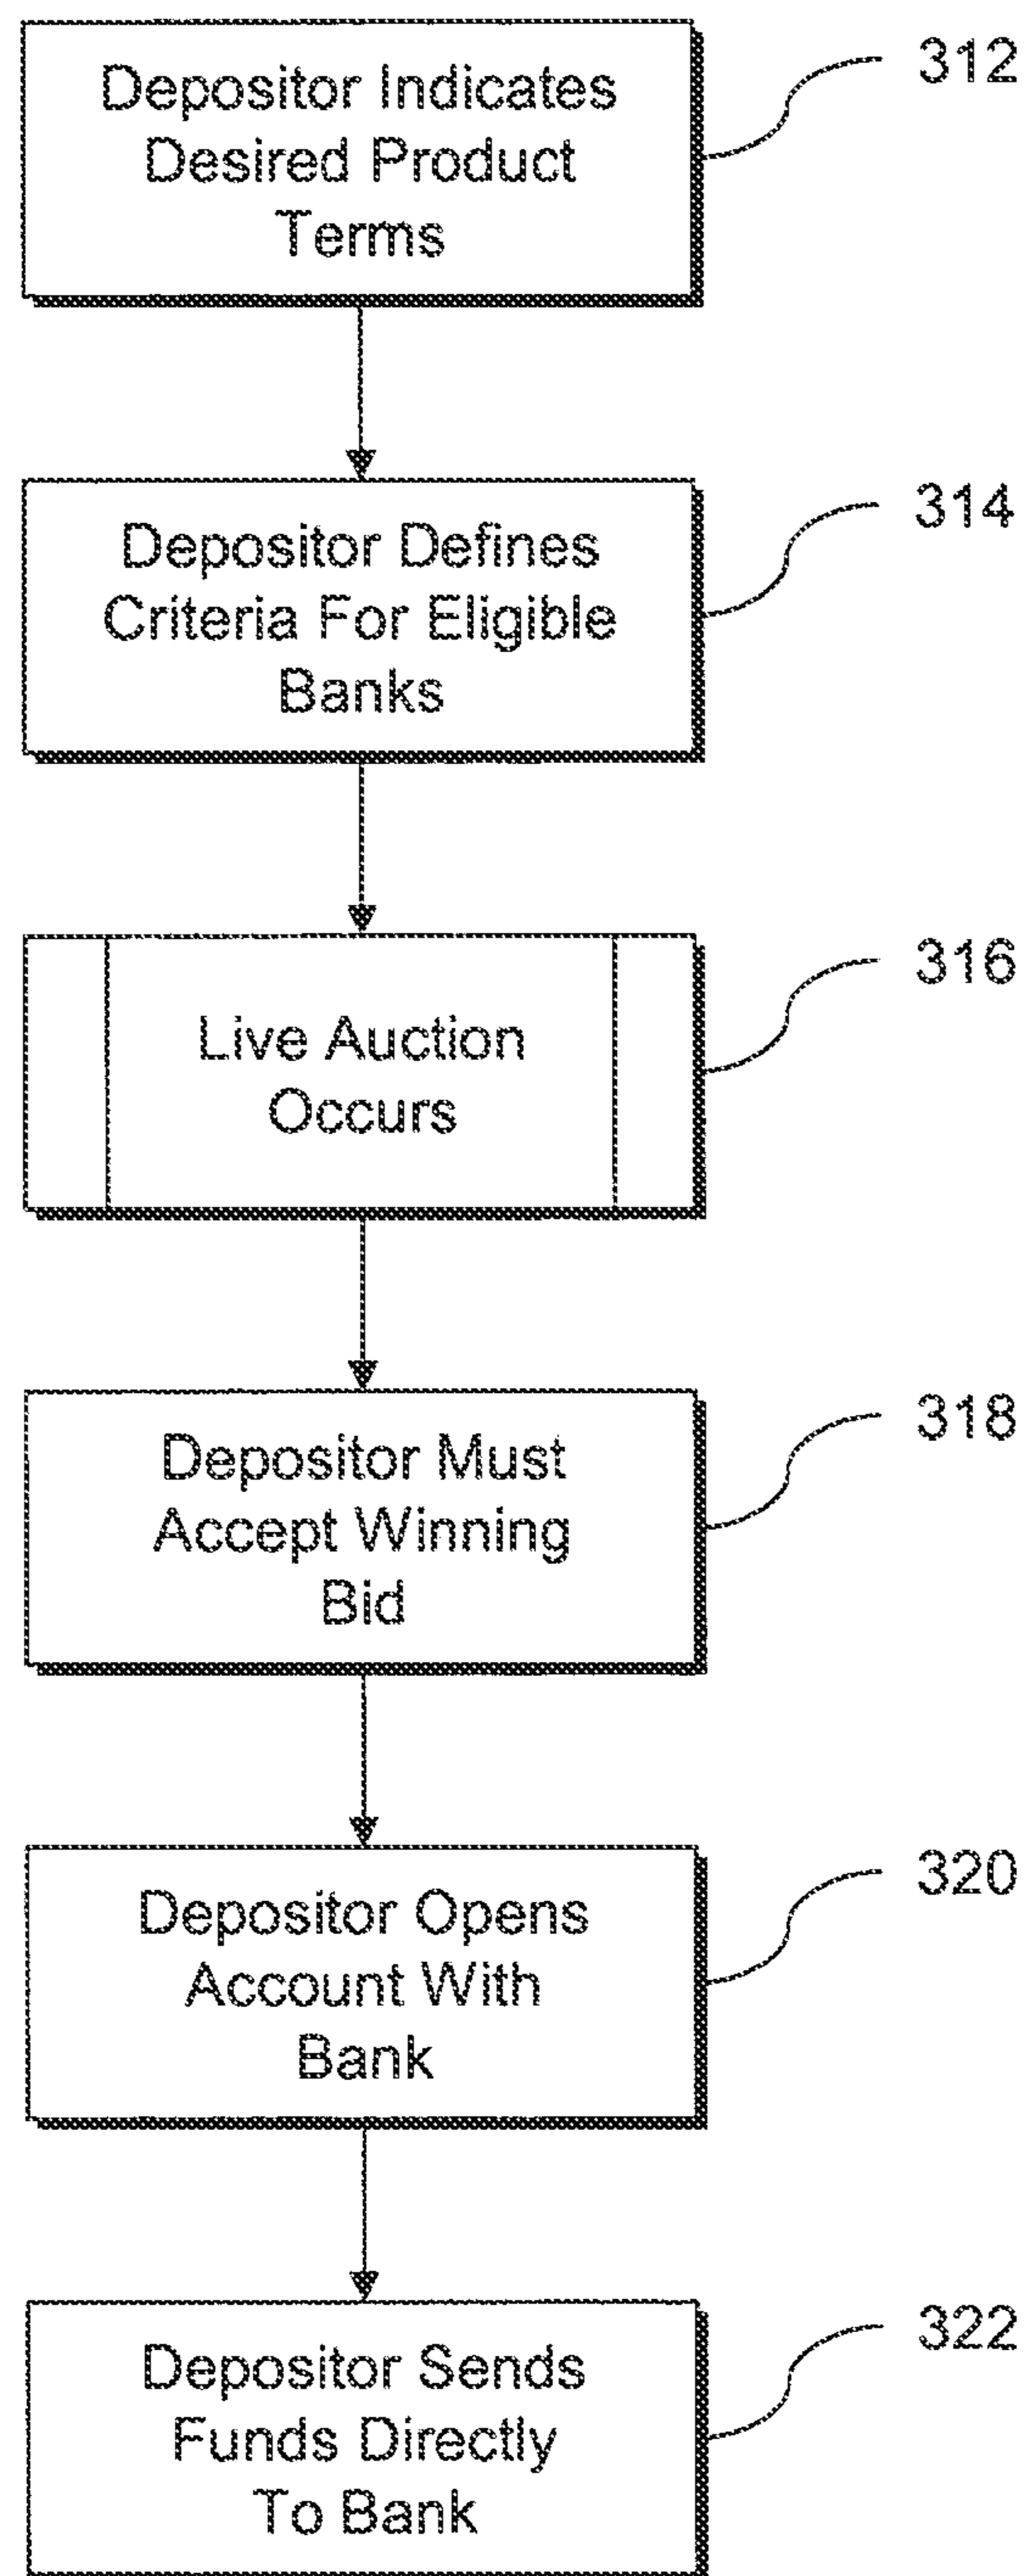 Depositor Indicates
Desired Product
Terms
312
Depositor Defines
Criteria For Eligible
Banks
314
Live Auction
Occurs
316
Depositor Must
Accept Winning
Bid
318
Depositor Opens
Account With
Bank
320
Depositor Sends
Funds Directly
To Bank
322